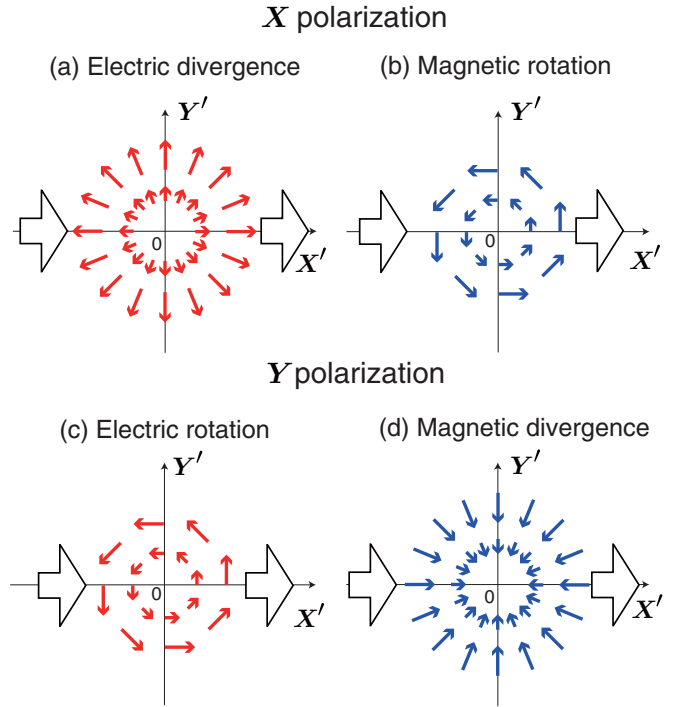 X polarization
(a) Electric divergence
(b) Magnetic rotation
Y′
Y′
0
0
X′
X′
Y polarization
(c) Electric rotation
(d) Magnetic divergence
Y′
Y′
0
0
X′
X′